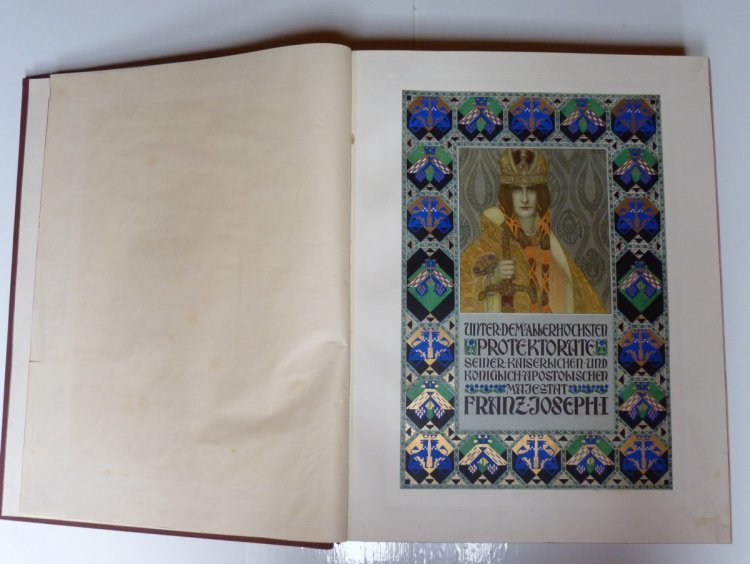 UNTER·DEM·ALLERHÖCHSTEN
PROTEKTORATE
SEINER·KAISERLICHEN UND
KÖNIGLICH·APOSTOLISCHEN
MAJESTÄT
FRANZ·JOSEPH·I.